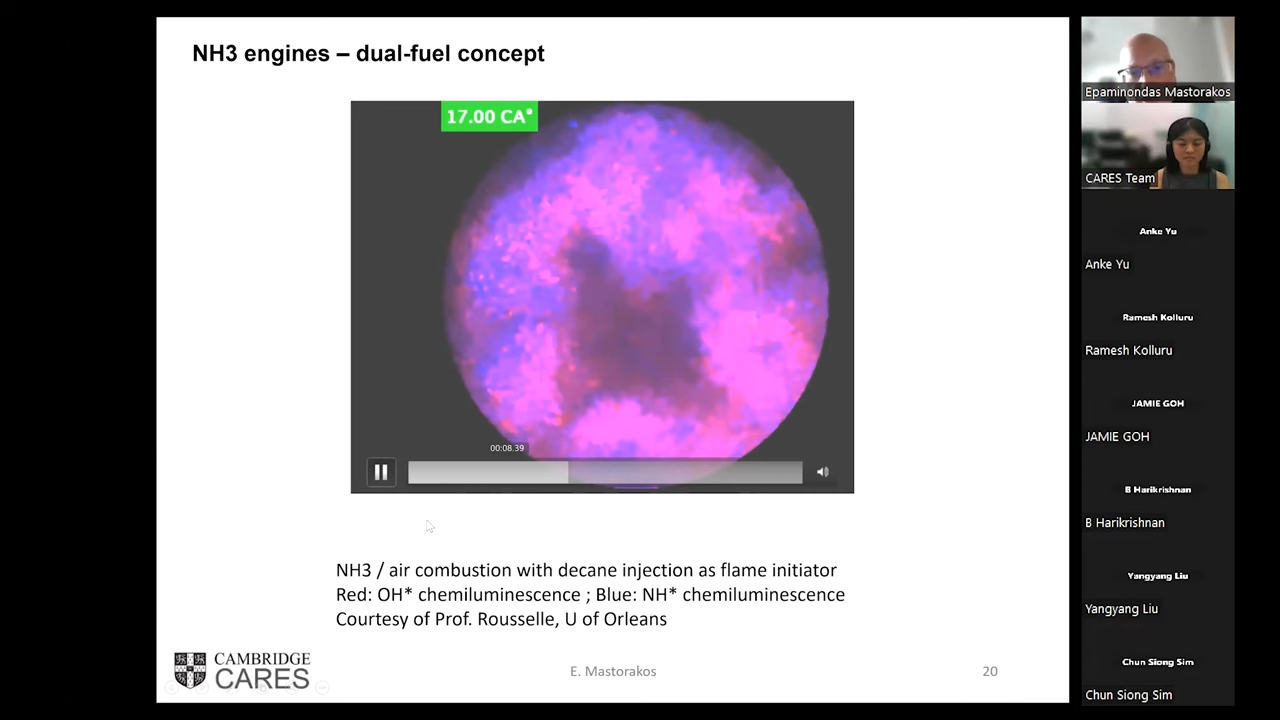 NH3 engines – dual-fuel concept
17.00 CA°
00:08.39
NH3 / air combustion with decane injection as flame initiator
Red: OH* chemiluminescence ; Blue: NH* chemiluminescence
Courtesy of Prof. Rousselle, U of Orleans
CAMBRIDGE
CARES
E. Mastorakos
20
Epaminondas Mastorakos
CARES Team
Anke Yu
Anke Yu
Ramesh Kolluru
Ramesh Kolluru
JAMIE GOH
JAMIE GOH
B Harikrishnan
B Harikrishnan
Yangyang Liu
Yangyang Liu
Chun Siong Sim
Chun Siong Sim